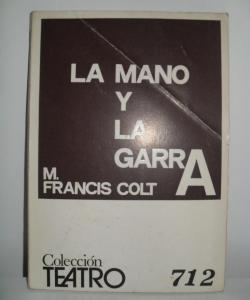 LA MANO
Y
LA
GARRA
M.
FRANCIS COLT
Colección
TEATRO
712